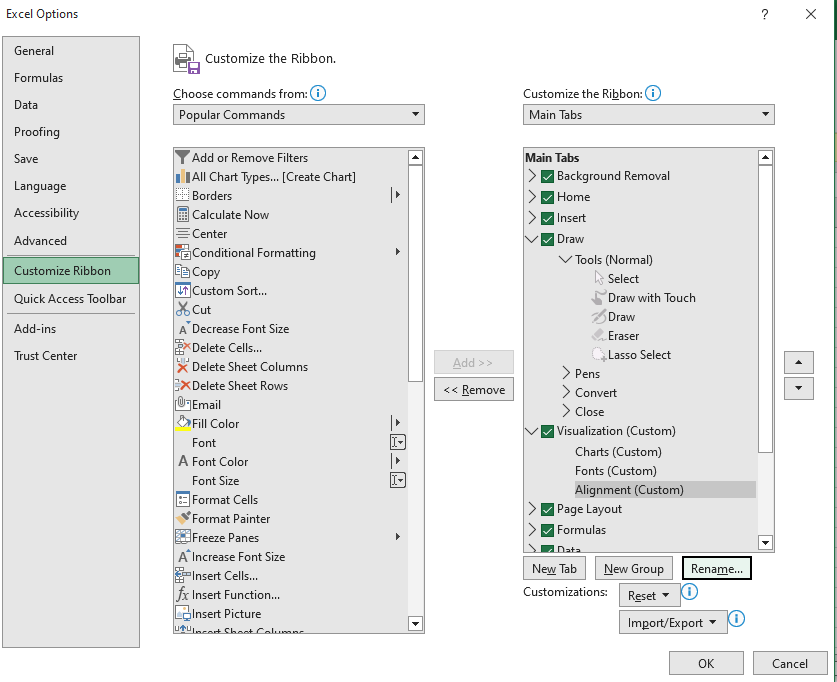 Excel Options
?
General
Formulas
Data
Proofing
Save
Language
Accessibility
Advanced
Customize Ribbon
Quick Access Toolbar
Add-ins
Trust Center
Customize the Ribbon.
Choose commands from:
Popular Commands
Add or Remove Filters
All Chart Types... [Create Chart]
Borders
Calculate Now
Center
Conditional Formatting
Copy
Custom Sort...
Cut
Decrease Font Size
Delete Cells...
Delete Sheet Columns
Delete Sheet Rows
Email
Fill Color
Font
Font Color
Font Size
Format Cells
Format Painter
Freeze Panes
Increase Font Size
Insert Cells...
Insert Function...
Insert Picture
Insert Sheet Columns
Add >>
<< Remove
Customize the Ribbon:
Main Tabs
Main Tabs
Background Removal
Home
Insert
Draw
Tools (Normal)
Select
Draw with Touch
Draw
Eraser
Lasso Select
Pens
Convert
Close
Visualization (Custom)
Charts (Custom)
Fonts (Custom)
Alignment (Custom)
Page Layout
Formulas
Data
New Tab
New Group
Rename...
Customizations:
Reset
Import/Export
OK
Cancel